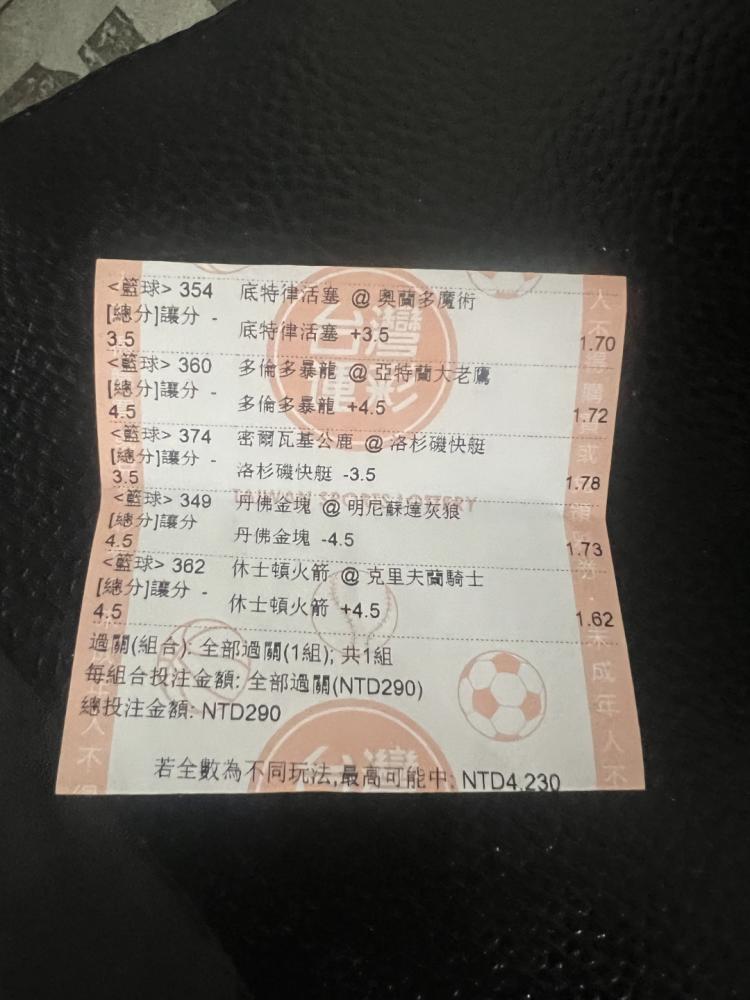 <籃球> 354 底特律活塞 @ 奧蘭多魔術
[總分]讓分 -
3.5 底特律活塞 +3.5 1.70
<籃球> 360 多倫多暴龍 @ 亞特蘭大老鷹
[總分]讓分 -
4.5 多倫多暴龍 +4.5 1.72
<籃球> 374 密爾瓦基公鹿 @ 洛杉磯快艇
[總分]讓分 -
3.5 洛杉磯快艇 -3.5 1.78
TAIWAN SPORTS LOTTERY
<籃球> 349 丹佛金塊 @ 明尼蘇達灰狼
[總分]讓分
4.5 丹佛金塊 -4.5 1.73
<籃球> 362 休士頓火箭 @ 克里夫蘭騎士
[總分]讓分 -
4.5 休士頓火箭 +4.5 1.62
過關(組合): 全部過關(1組); 共1組
每組合投注金額: 全部過關(NTD290)
總投注金額: NTD290
若全數為不同玩法,最高可能中: NTD4,230
台灣
運彩
台灣